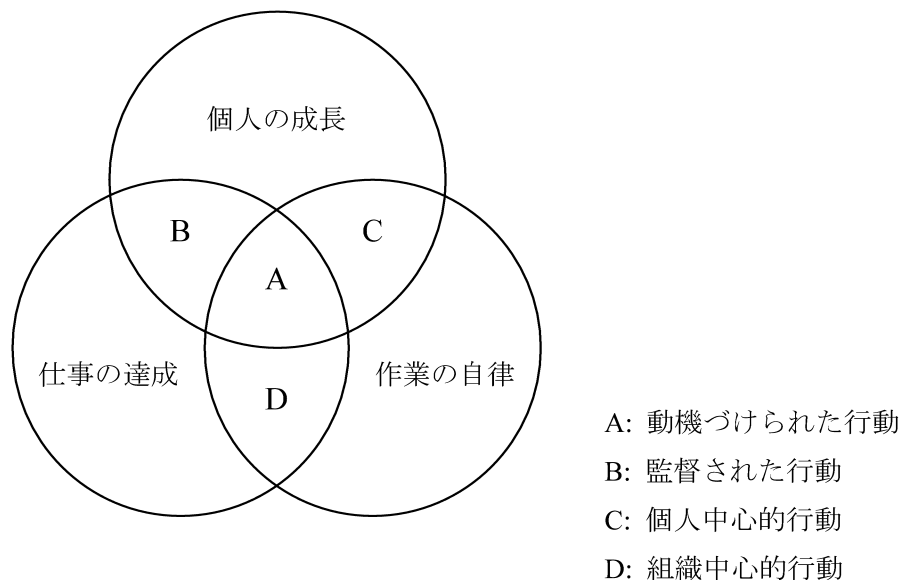 個人の成長
B
C
A
仕事の達成
作業の自律
D
A: 動機づけられた行動
B: 監督された行動
C: 個人中心的行動
D: 組織中心的行動